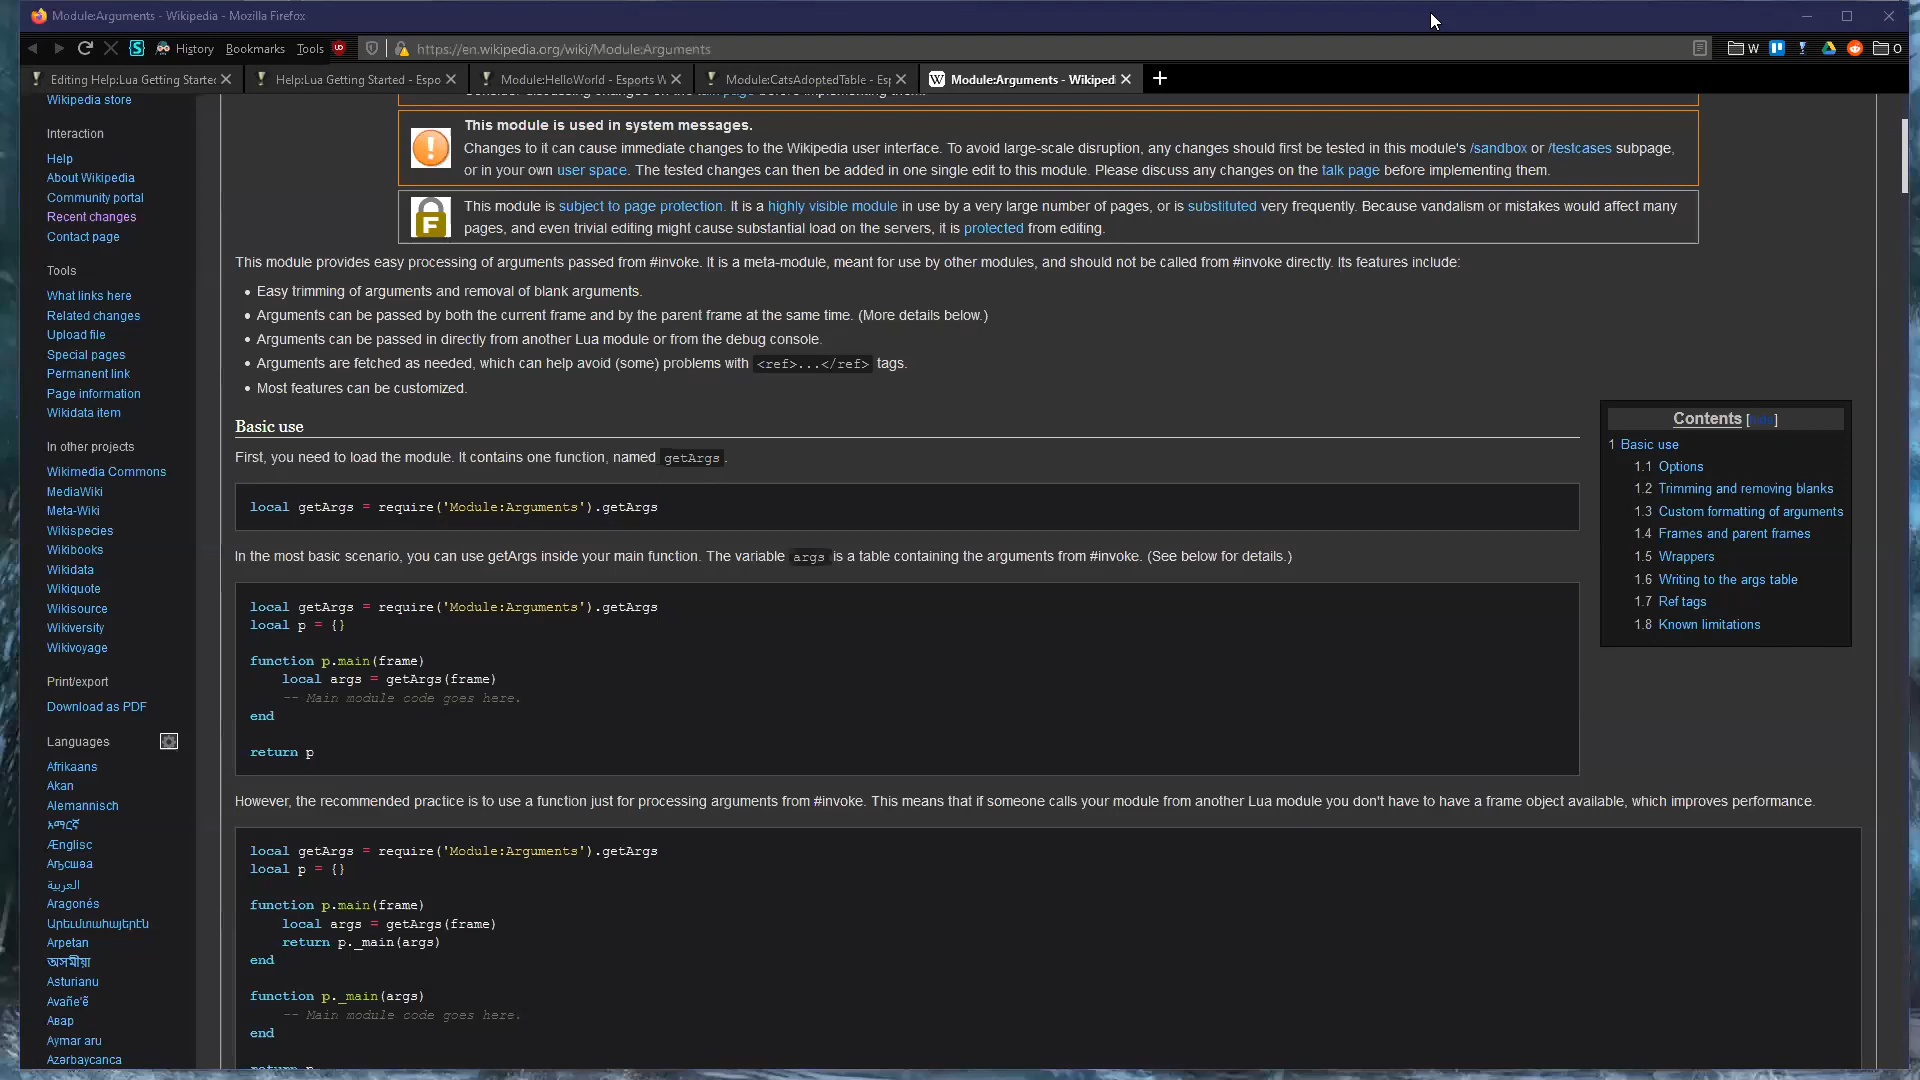 Module:Arguments - Wikipedia - Mozilla Firefox
History Bookmarks Tools
https://en.wikipedia.org/wiki/Module:Arguments
W
O
Editing Help:Lua Getting Starte
Help:Lua Getting Started - Espo
Module:HelloWorld - Esports W
Module:CatsAdoptedTable - Esp
Module:Arguments - Wikiped
Wikipedia store
Interaction
Help
About Wikipedia
Community portal
Recent changes
Contact page
Tools
What links here
Related changes
Upload file
Special pages
Permanent link
Page information
Wikidata item
In other projects
Wikimedia Commons
MediaWiki
Meta-Wiki
Wikispecies
Wikibooks
Wikidata
Wikiquote
Wikisource
Wikiversity
Wikivoyage
Print/export
Download as PDF
Languages
Afrikaans
Akan
Alemannisch
አማርኛ
Ænglisc
Аҧсшәа
العربية
Aragonés
Արեւմտահայերէն
Arpetan
অসমীয়া
Asturianu
Avañe'ẽ
Авар
Aymar aru
Azərbaycanca
Consider discussing changes on the talk page before implementing them.
This module is used in system messages.
Changes to it can cause immediate changes to the Wikipedia user interface. To avoid large-scale disruption, any changes should first be tested in this module's /sandbox or /testcases subpage,
or in your own user space. The tested changes can then be added in one single edit to this module. Please discuss any changes on the talk page before implementing them.
F
This module is subject to page protection. It is a highly visible module in use by a very large number of pages, or is substituted very frequently. Because vandalism or mistakes would affect many
pages, and even trivial editing might cause substantial load on the servers, it is protected from editing.
This module provides easy processing of arguments passed from #invoke. It is a meta-module, meant for use by other modules, and should not be called from #invoke directly. Its features include:
Easy trimming of arguments and removal of blank arguments.
Arguments can be passed by both the current frame and by the parent frame at the same time. (More details below.)
Arguments can be passed in directly from another Lua module or from the debug console.
Arguments are fetched as needed, which can help avoid (some) problems with <ref>...</ref> tags.
Most features can be customized.
Basic use
First, you need to load the module. It contains one function, named getArgs.
local getArgs = require('Module:Arguments').getArgs
In the most basic scenario, you can use getArgs inside your main function. The variable args is a table containing the arguments from #invoke. (See below for details.)
local getArgs = require('Module:Arguments').getArgs
local p = {}
function p.main(frame)
local args = getArgs(frame)
-- Main module code goes here.
end
return p
However, the recommended practice is to use a function just for processing arguments from #invoke. This means that if someone calls your module from another Lua module you don't have to have a frame object available, which improves performance.
local getArgs = require('Module:Arguments').getArgs
local p = {}
function p.main(frame)
local args = getArgs(frame)
return p._main(args)
end
function p._main(args)
-- Main module code goes here.
end
return p
Contents [hide]
1 Basic use
1.1 Options
1.2 Trimming and removing blanks
1.3 Custom formatting of arguments
1.4 Frames and parent frames
1.5 Wrappers
1.6 Writing to the args table
1.7 Ref tags
1.8 Known limitations